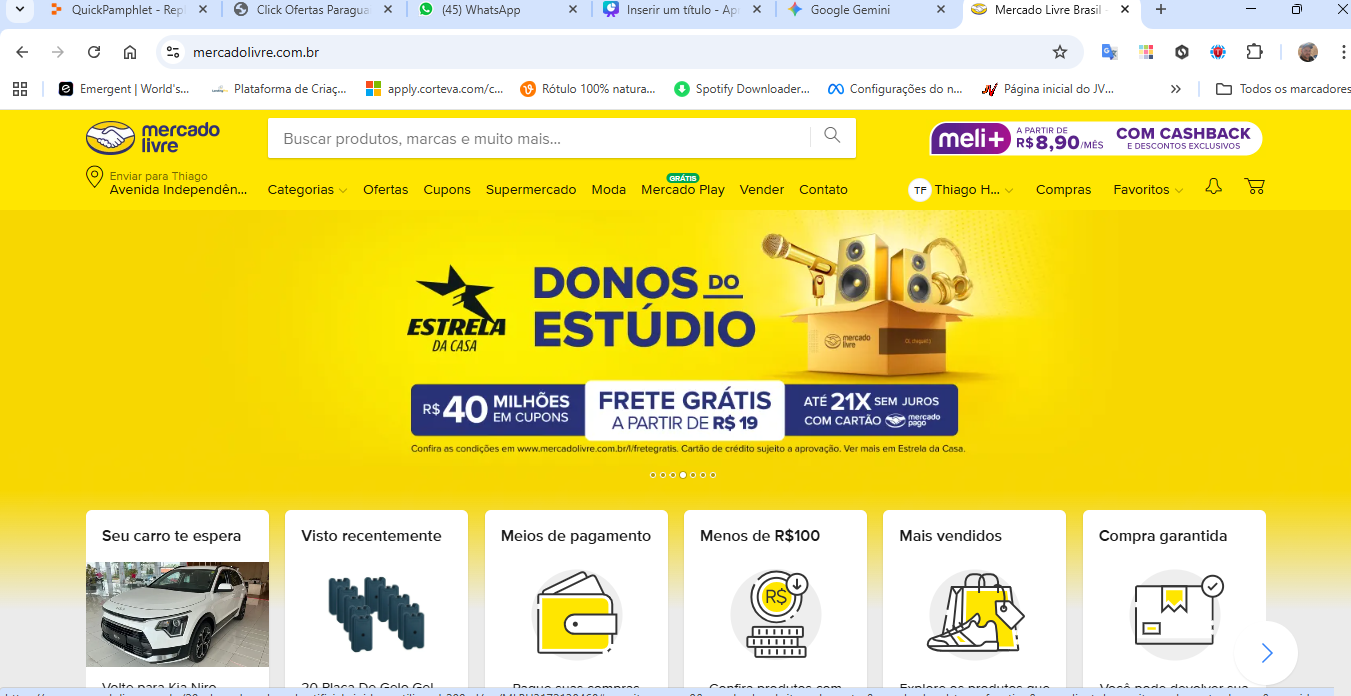 QuickPamphlet - Repl
Click Ofertas Paragua
(45) WhatsApp
Inserir um título - Apr
Google Gemini
Mercado Livre Brasil -
mercadolivre.com.br
Emergent | World's...
Plataforma de Criaç...
apply.corteva.com/c...
Rótulo 100% natura...
Spotify Downloader...
Configurações do n...
Página inicial do JV...
Todos os marcadores
mercado
livre
Buscar produtos, marcas e muito mais...
meli+
A PARTIR DE
R$8,90/MÊS
COM CASHBACK
E DESCONTOS EXCLUSIVOS
Enviar para Thiago
Avenida Independên...
Categorias
Ofertas
Cupons
Supermercado
Moda
GRÁTIS
Mercado Play
Vender
Contato
TF
Thiago H...
Compras
Favoritos
ESTRELA
DA CASA
DONOS DO
ESTÚDIO
mercado
livre
R$40 MILHÕES
EM CUPONS
FRETE GRÁTIS
A PARTIR DE R$ 19
ATÉ 21X SEM JUROS
COM CARTÃO mercado
pago
Confira as condições em www.mercadolivre.com.br/l/fretegratis. Cartão de crédito sujeito a aprovação. Ver mais em Estrela da Casa.
Seu carro te espera
Visto recentemente
Meios de pagamento
Menos de R$100
Mais vendidos
Compra garantida
R$
Volte para Kia Niro
20 Placa De Gelo Gel
Pague suas compras
Confira produtos com
Explore os produtos que
Você pode devolver sua